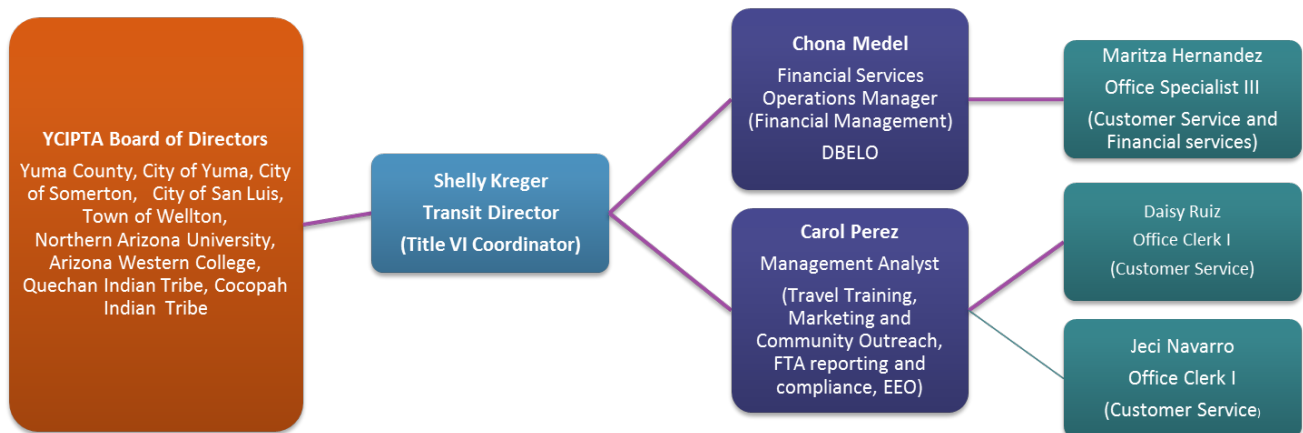 YCIPTA Board of Directors
Yuma County, City of Yuma, City
of Somerton, City of San Luis,
Town of Wellton,
Northern Arizona University,
Arizona Western College,
Quechan Indian Tribe, Cocopah
Indian Tribe
Shelly Kreger
Transit Director
(Title VI Coordinator)
Chona Medel
Financial Services
Operations Manager
(Financial Management)
DBELO
Carol Perez
Management Analyst
(Travel Training,
Marketing and
Community Outreach,
FTA reporting and
compliance, EEO)
Maritza Hernandez
Office Specialist III
(Customer Service and
Financial services)
Daisy Ruiz
Office Clerk I
(Customer Service)
Jeci Navarro
Office Clerk I
(Customer Service)